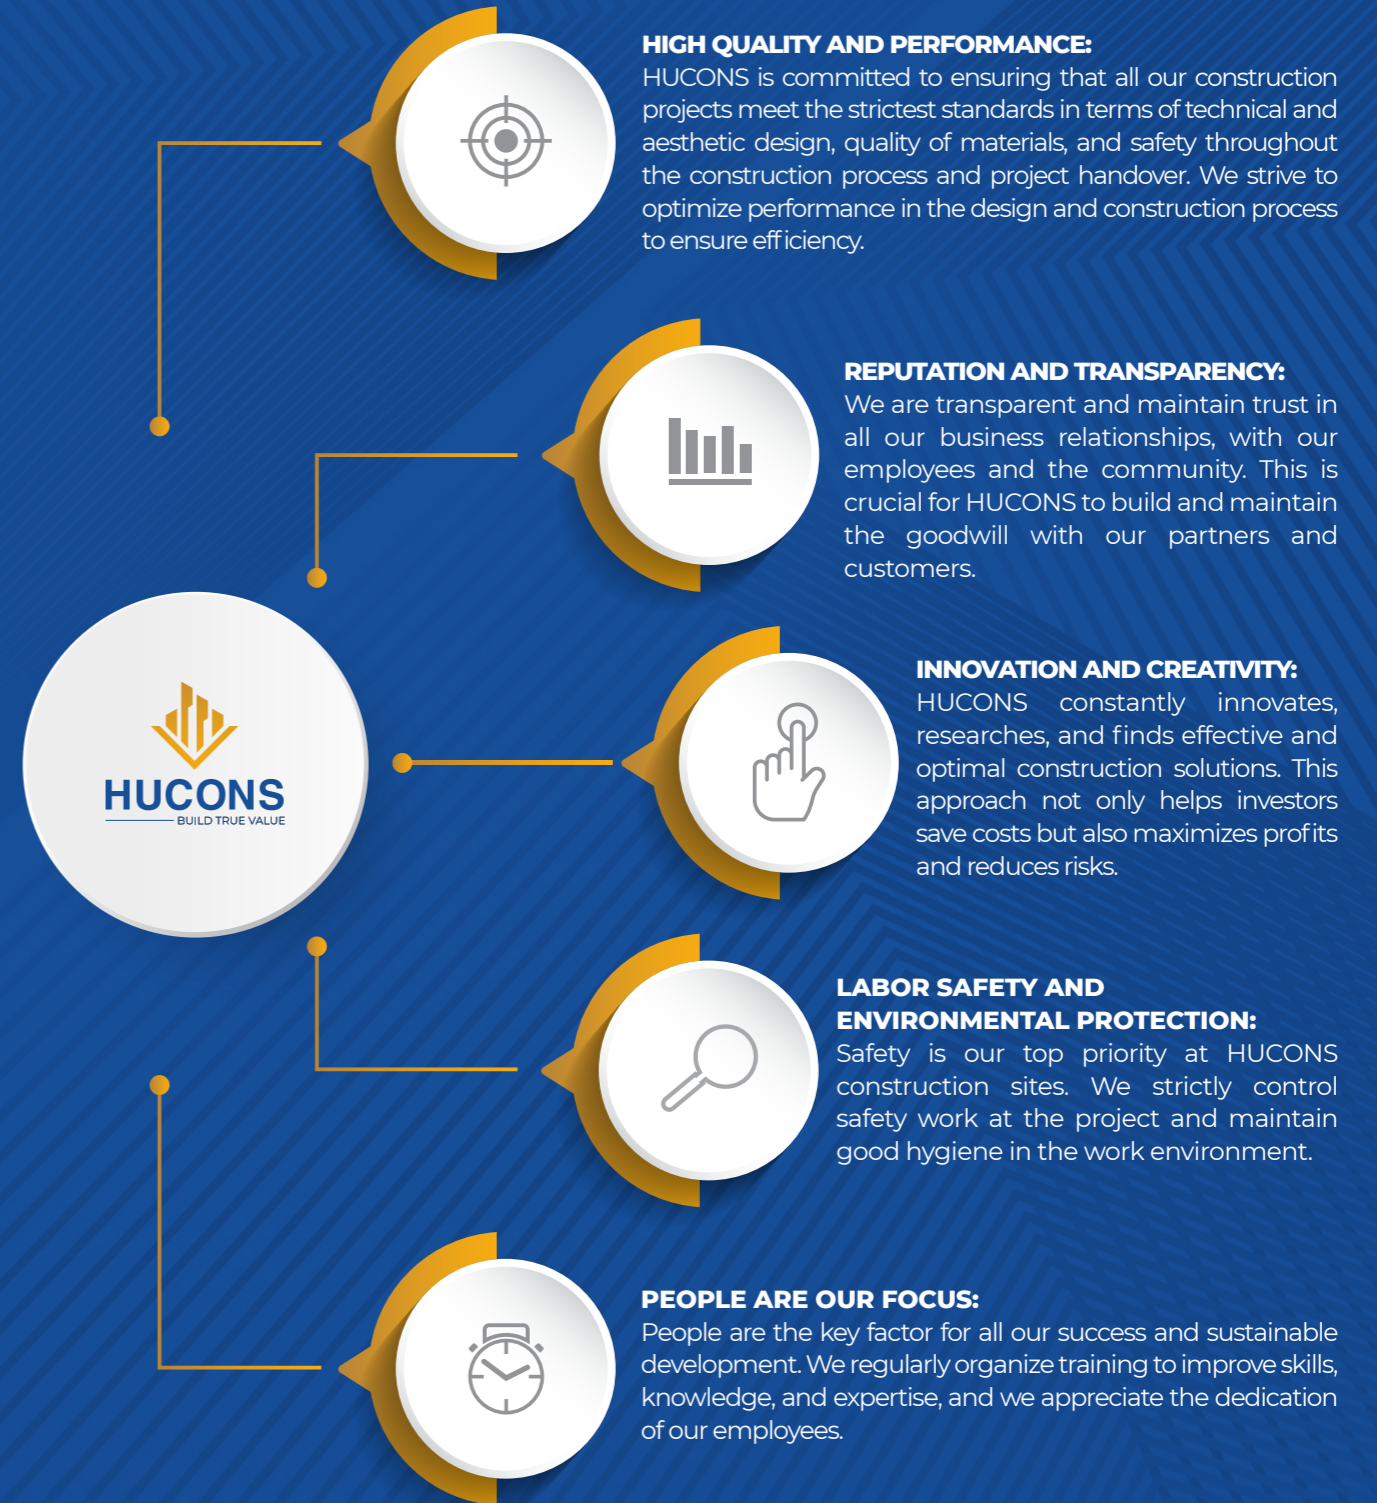 HIGH QUALITY AND PERFORMANCE:
HUCONS is committed to ensuring that all our construction
projects meet the strictest standards in terms of technical and
aesthetic design, quality of materials, and safety throughout
the construction process and project handover. We strive to
optimize performance in the design and construction process
to ensure efficiency.
REPUTATION AND TRANSPARENCY:
We are transparent and maintain trust in
all our business relationships, with our
employees and the community. This is
crucial for HUCONS to build and maintain
the goodwill with our partners and
customers.
HUCONS
BUILD TRUE VALUE
INNOVATION AND CREATIVITY:
HUCONS constantly innovates,
researches, and finds effective and
optimal construction solutions. This
approach not only helps investors
save costs but also maximizes profits
and reduces risks.
LABOR SAFETY AND
ENVIRONMENTAL PROTECTION:
Safety is our top priority at HUCONS
construction sites. We strictly control
safety work at the project and maintain
good hygiene in the work environment.
PEOPLE ARE OUR FOCUS:
People are the key factor for all our success and sustainable
development. We regularly organize training to improve skills,
knowledge, and expertise, and we appreciate the dedication
of our employees.